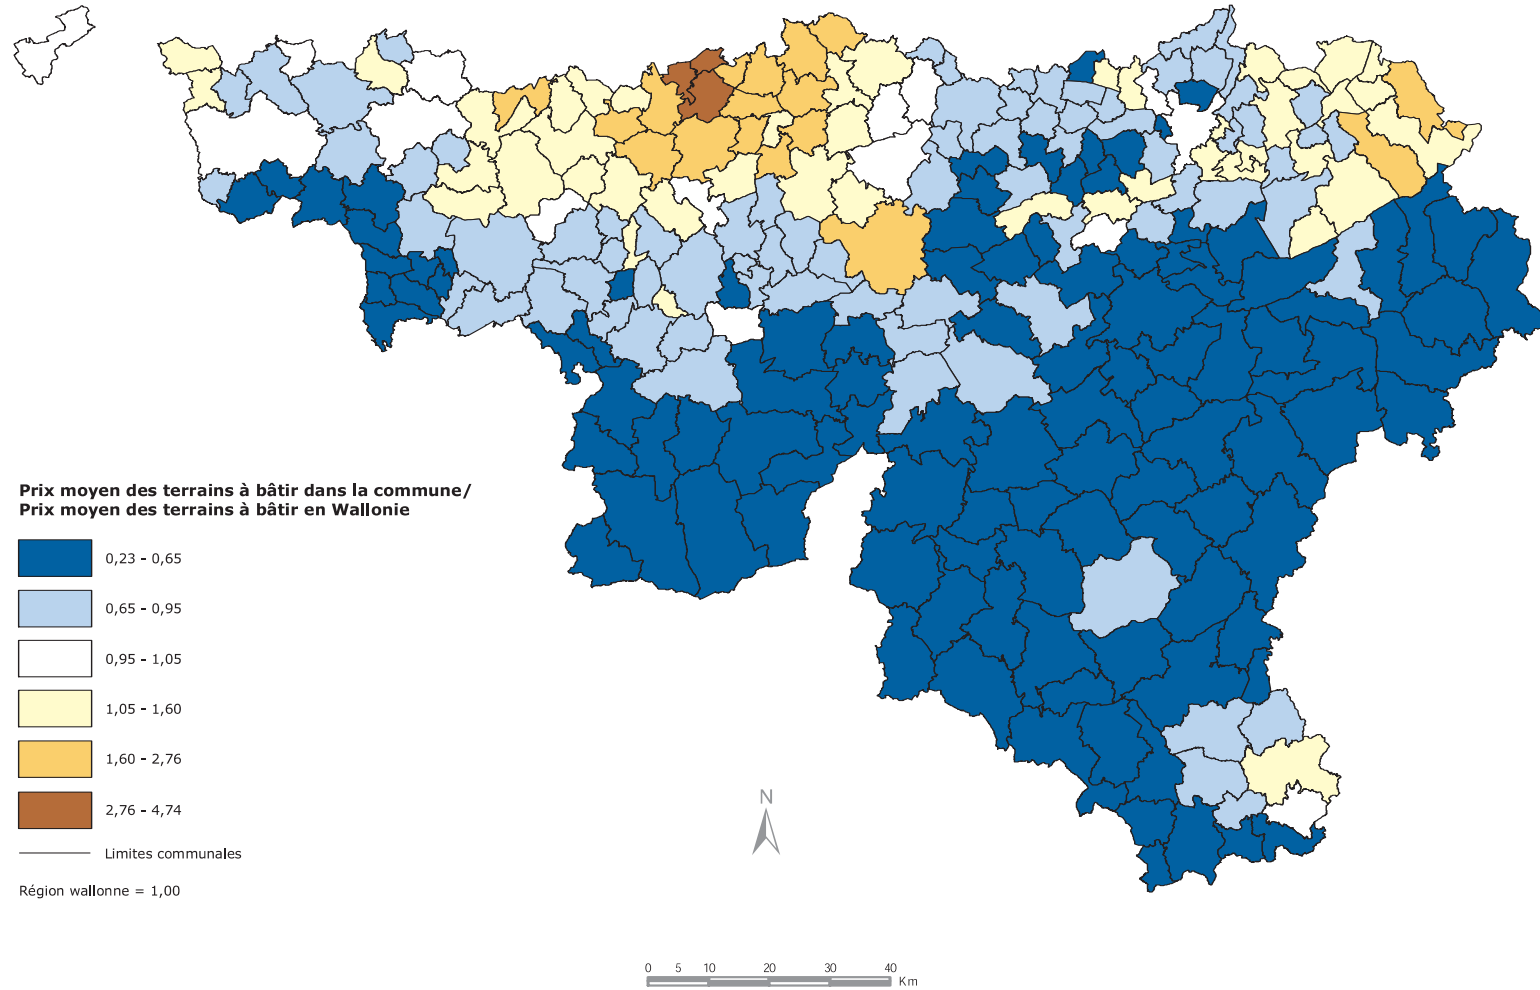 Prix moyen des terrains à bâtir dans la commune/
Prix moyen des terrains à bâtir en Wallonie
0,23 - 0,65
0,65 - 0,95
0,95 - 1,05
1,05 - 1,60
1,60 - 2,76
2,76 - 4,74
Limites communales
Région wallonne = 1,00
N
0 5 10 20 30 40
Km